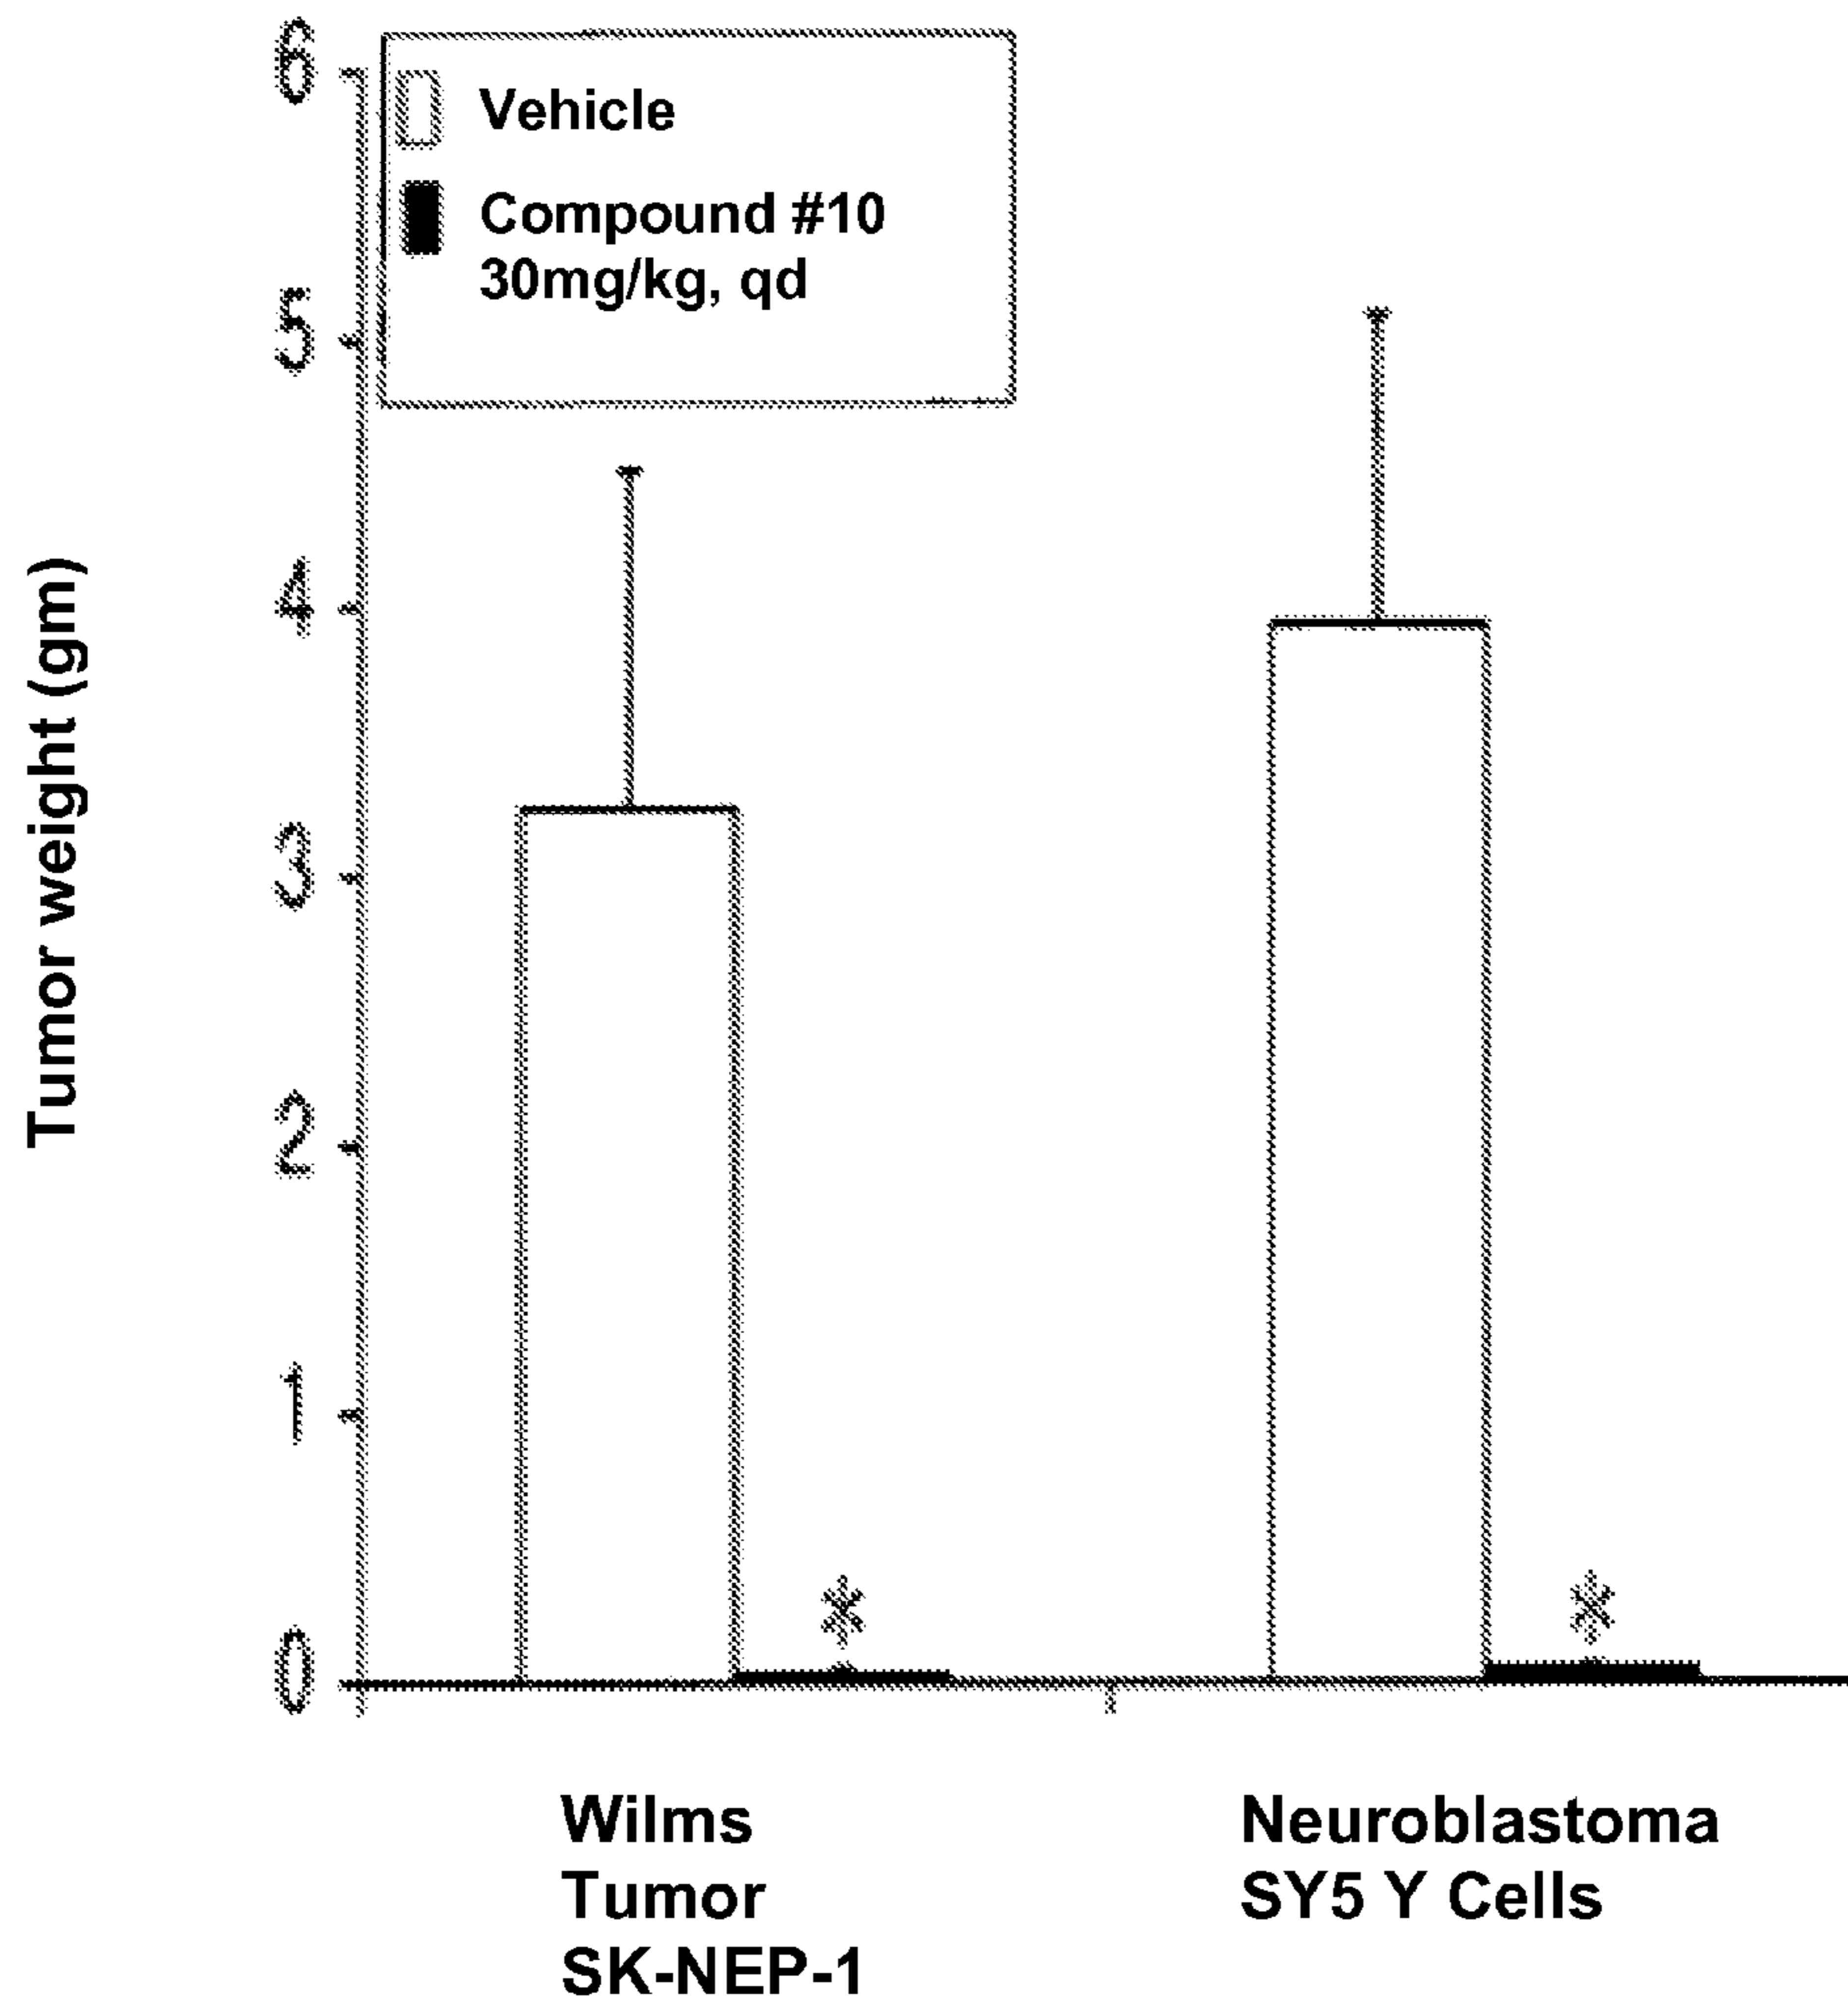 6
Vehicle
Compound #10
30mg/kg, qd
5
4
3
2
1
0
Tumor weight (gm)
*
*
Wilms
Tumor
SK-NEP-1
Neuroblastoma
SY5 Y Cells